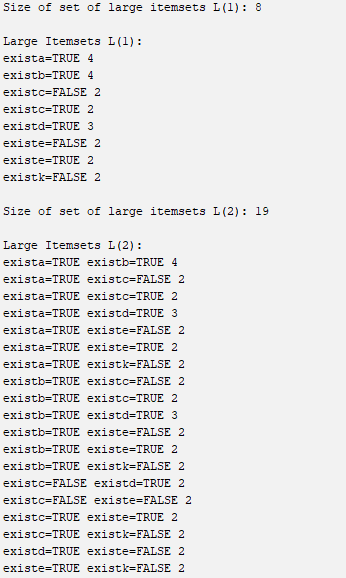 Size of set of large itemsets L(1): 8
Large Itemsets L(1):
exista=TRUE 4
existb=TRUE 4
existc=FALSE 2
existc=TRUE 2
existd=TRUE 3
existe=FALSE 2
existe=TRUE 2
existk=FALSE 2
Size of set of large itemsets L(2): 19
Large Itemsets L(2):
exista=TRUE existb=TRUE 4
exista=TRUE existc=FALSE 2
exista=TRUE existc=TRUE 2
exista=TRUE existd=TRUE 3
exista=TRUE existe=FALSE 2
exista=TRUE existe=TRUE 2
exista=TRUE existk=FALSE 2
existb=TRUE existc=FALSE 2
existb=TRUE existc=TRUE 2
existb=TRUE existd=TRUE 3
existb=TRUE existe=FALSE 2
existb=TRUE existe=TRUE 2
existb=TRUE existk=FALSE 2
existc=FALSE existd=TRUE 2
existc=FALSE existe=FALSE 2
existc=TRUE existe=TRUE 2
existc=TRUE existk=FALSE 2
existd=TRUE existe=FALSE 2
existe=TRUE existk=FALSE 2